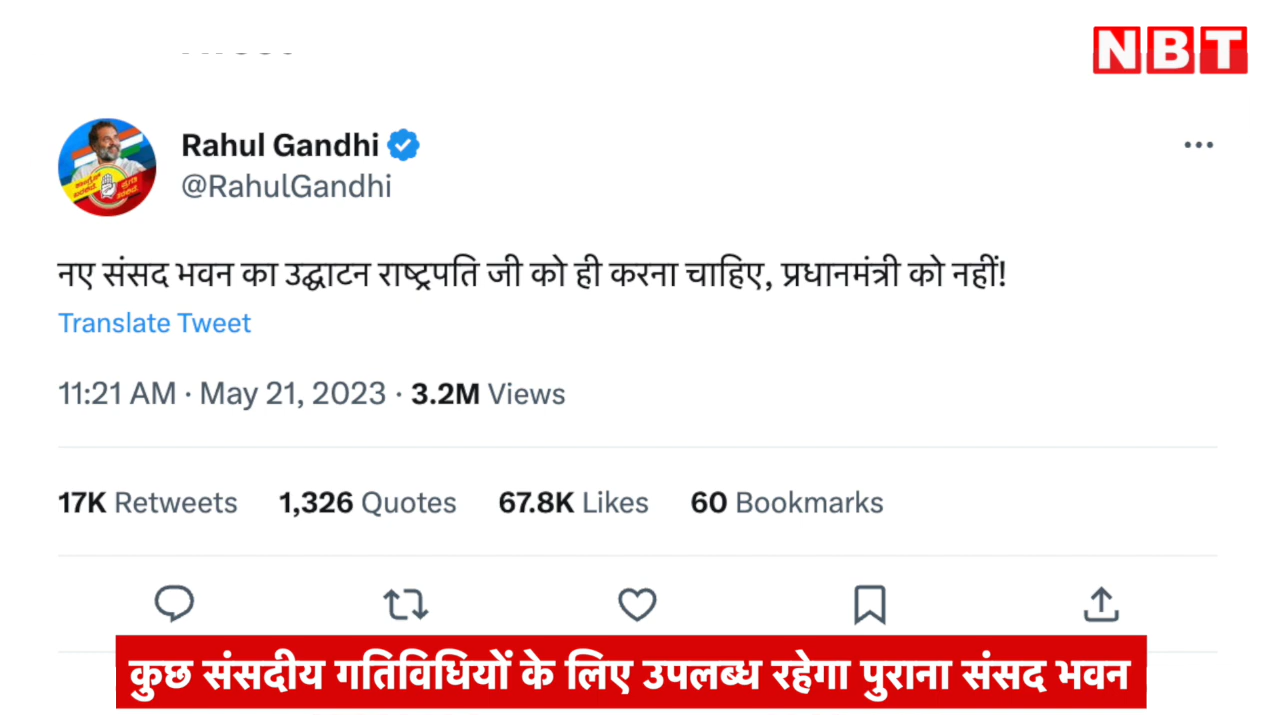 NBT
Rahul Gandhi
@RahulGandhi
नए संसद भवन का उद्घाटन राष्ट्रपति जी को ही करना चाहिए, प्रधानमंत्री को नहीं!
Translate Tweet
11:21 AM · May 21, 2023 · 3.2M Views
17K Retweets 1,326 Quotes 67.8K Likes 60 Bookmarks
कुछ संसदीय गतिविधियों के लिए उपलब्ध रहेगा पुराना संसद भवन